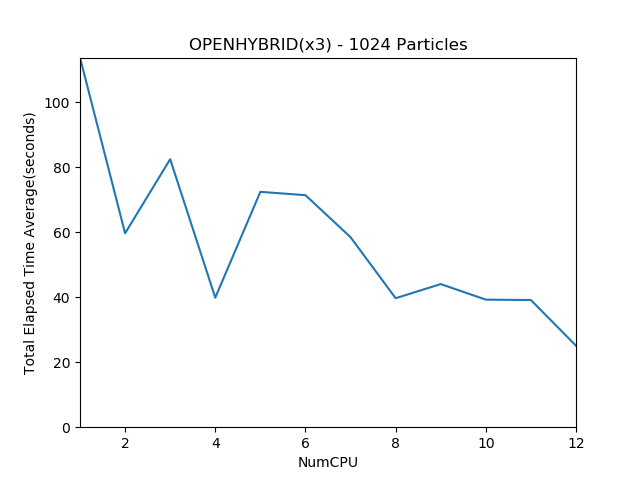 OPENHYBRID(x3) - 1024 Particles
100
80
60
40
20
0
Total Elapsed Time Average(seconds)
2 4 6 8 10 12
NumCPU